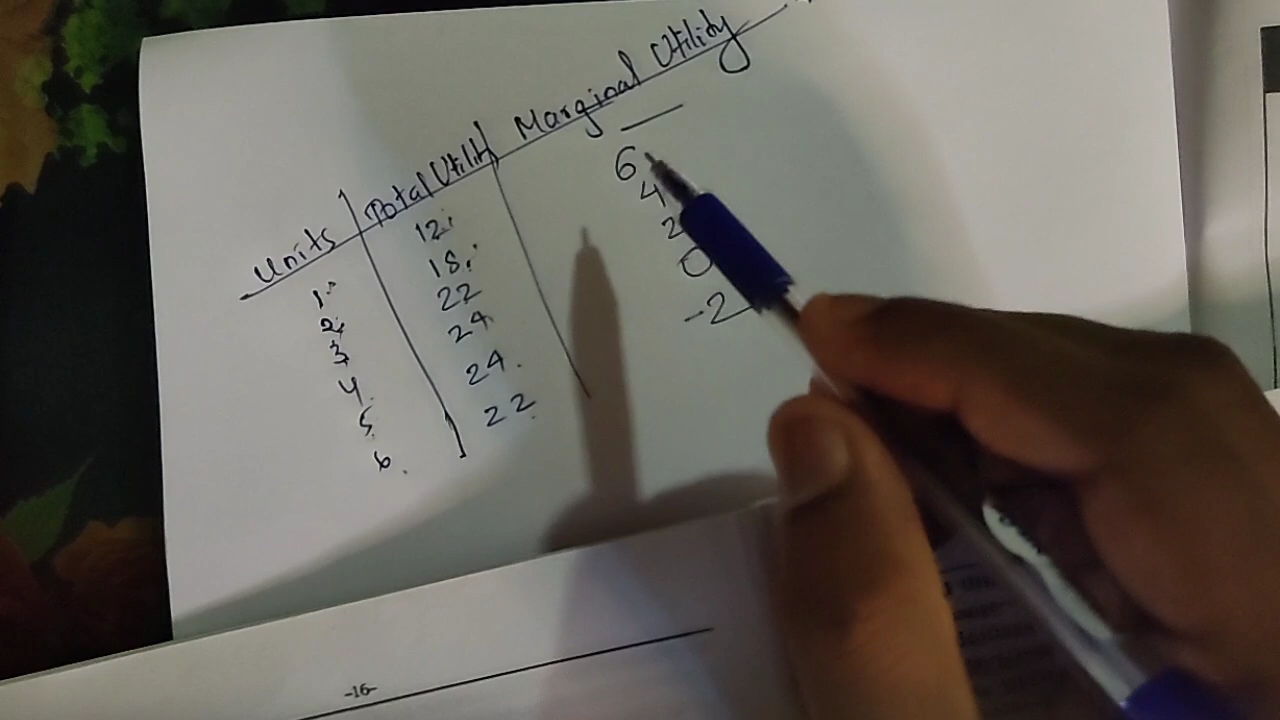 Units Total Utility Marginal Utility
1 12 —
2 18 6
3 22 4
4 24 2
5 24 0
6 22 -2
-16-